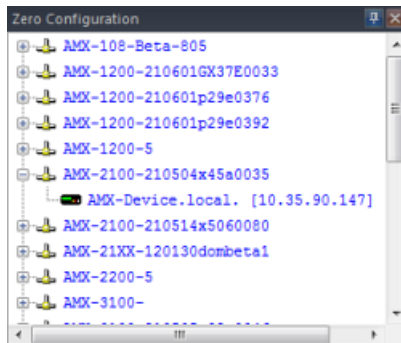 Zero Configuration
AMX-108-Beta-805
AMX-1200-210601GX37E0033
AMX-1200-210601p29e0376
AMX-1200-210601p29e0392
AMX-1200-5
AMX-2100-210504x45a0035
AMX-Device.local. [10.35.90.147]
AMX-2100-210514x5060080
AMX-21XX-120130dombeta1
AMX-2200-5
AMX-3100-